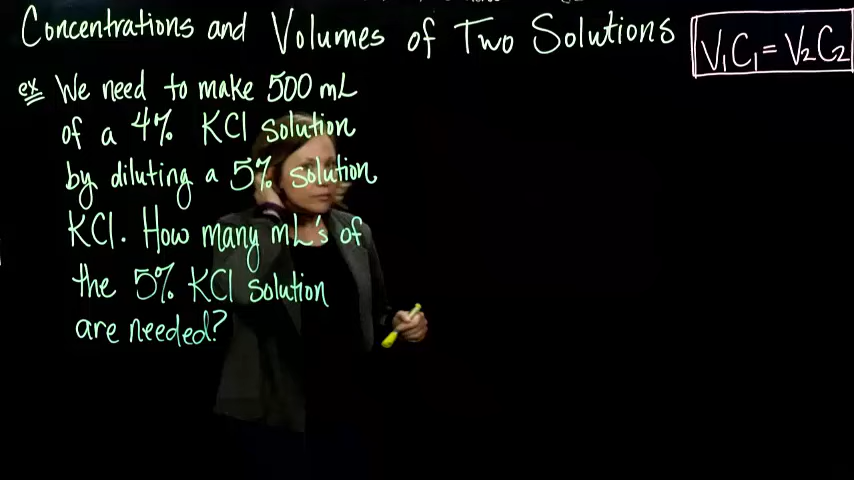 Concentrations and Volumes of Two Solutions
V₁C₁ = V₂C₂
ex We need to make 500 mL
of a 4% KCl solution
by diluting a 5% solution
KCl. How many mL's of
the 5% KCl solution
are needed?